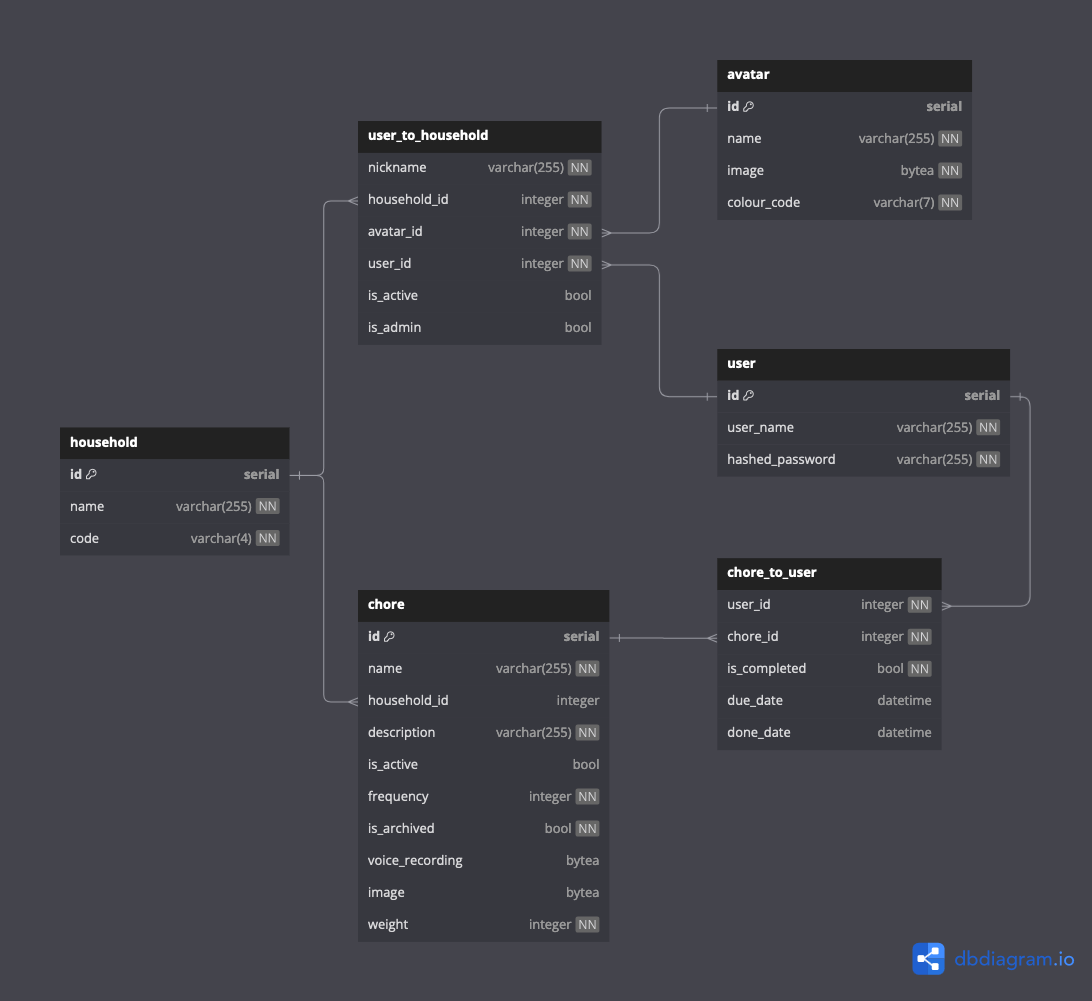 avatar
id serial
name varchar(255) NN
image bytea NN
colour_code varchar(7) NN
user_to_household
nickname varchar(255) NN
household_id integer NN
avatar_id integer NN
user_id integer NN
is_active bool
is_admin bool
user
id serial
user_name varchar(255) NN
hashed_password varchar(255) NN
household
id serial
name varchar(255) NN
code varchar(4) NN
chore_to_user
user_id integer NN
chore_id integer NN
is_completed bool NN
due_date datetime
done_date datetime
chore
id serial
name varchar(255) NN
household_id integer
description varchar(255) NN
is_active bool
frequency integer NN
is_archived bool NN
voice_recording bytea
image bytea
weight integer NN
dbdiagram.io